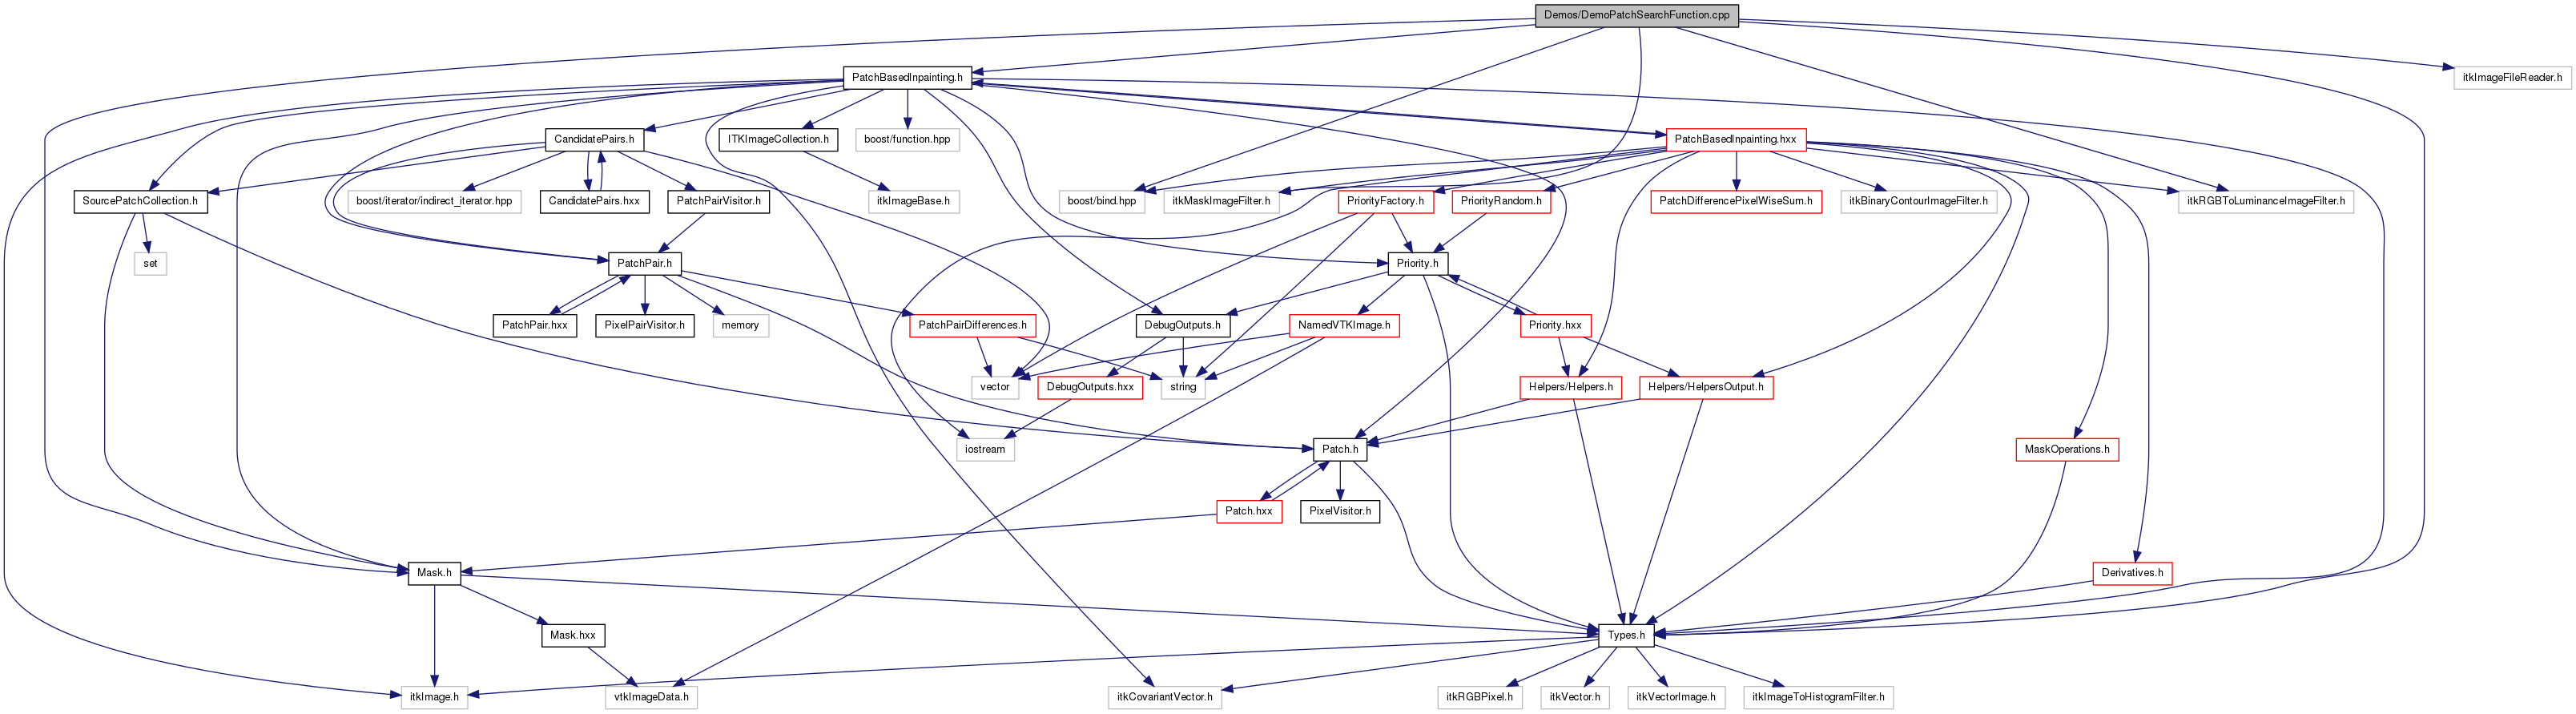 Demos/DemoPatchSearchFunction.cpp
PatchBasedInpainting.h
itkImageFileReader.h
CandidatePairs.h
ITKImageCollection.h
boost/function.hpp
PatchBasedInpainting.hxx
SourcePatchCollection.h
boost/iterator/indirect_iterator.hpp
CandidatePairs.hxx
PatchPairVisitor.h
itkImageBase.h
boost/bind.hpp
itkMaskImageFilter.h
PriorityFactory.h
PriorityRandom.h
PatchDifferencePixelWiseSum.h
itkBinaryContourImageFilter.h
itkRGBToLuminanceImageFilter.h
set
PatchPair.h
Priority.h
PatchPair.hxx
PixelPairVisitor.h
memory
PatchPairDifferences.h
DebugOutputs.h
NamedVTKImage.h
Priority.hxx
vector
DebugOutputs.hxx
string
Helpers/Helpers.h
Helpers/HelpersOutput.h
iostream
Patch.h
MaskOperations.h
Patch.hxx
PixelVisitor.h
Mask.h
Derivatives.h
Mask.hxx
Types.h
itkImage.h
vtkImageData.h
itkCovariantVector.h
itkRGBPixel.h
itkVector.h
itkVectorImage.h
itkImageToHistogramFilter.h